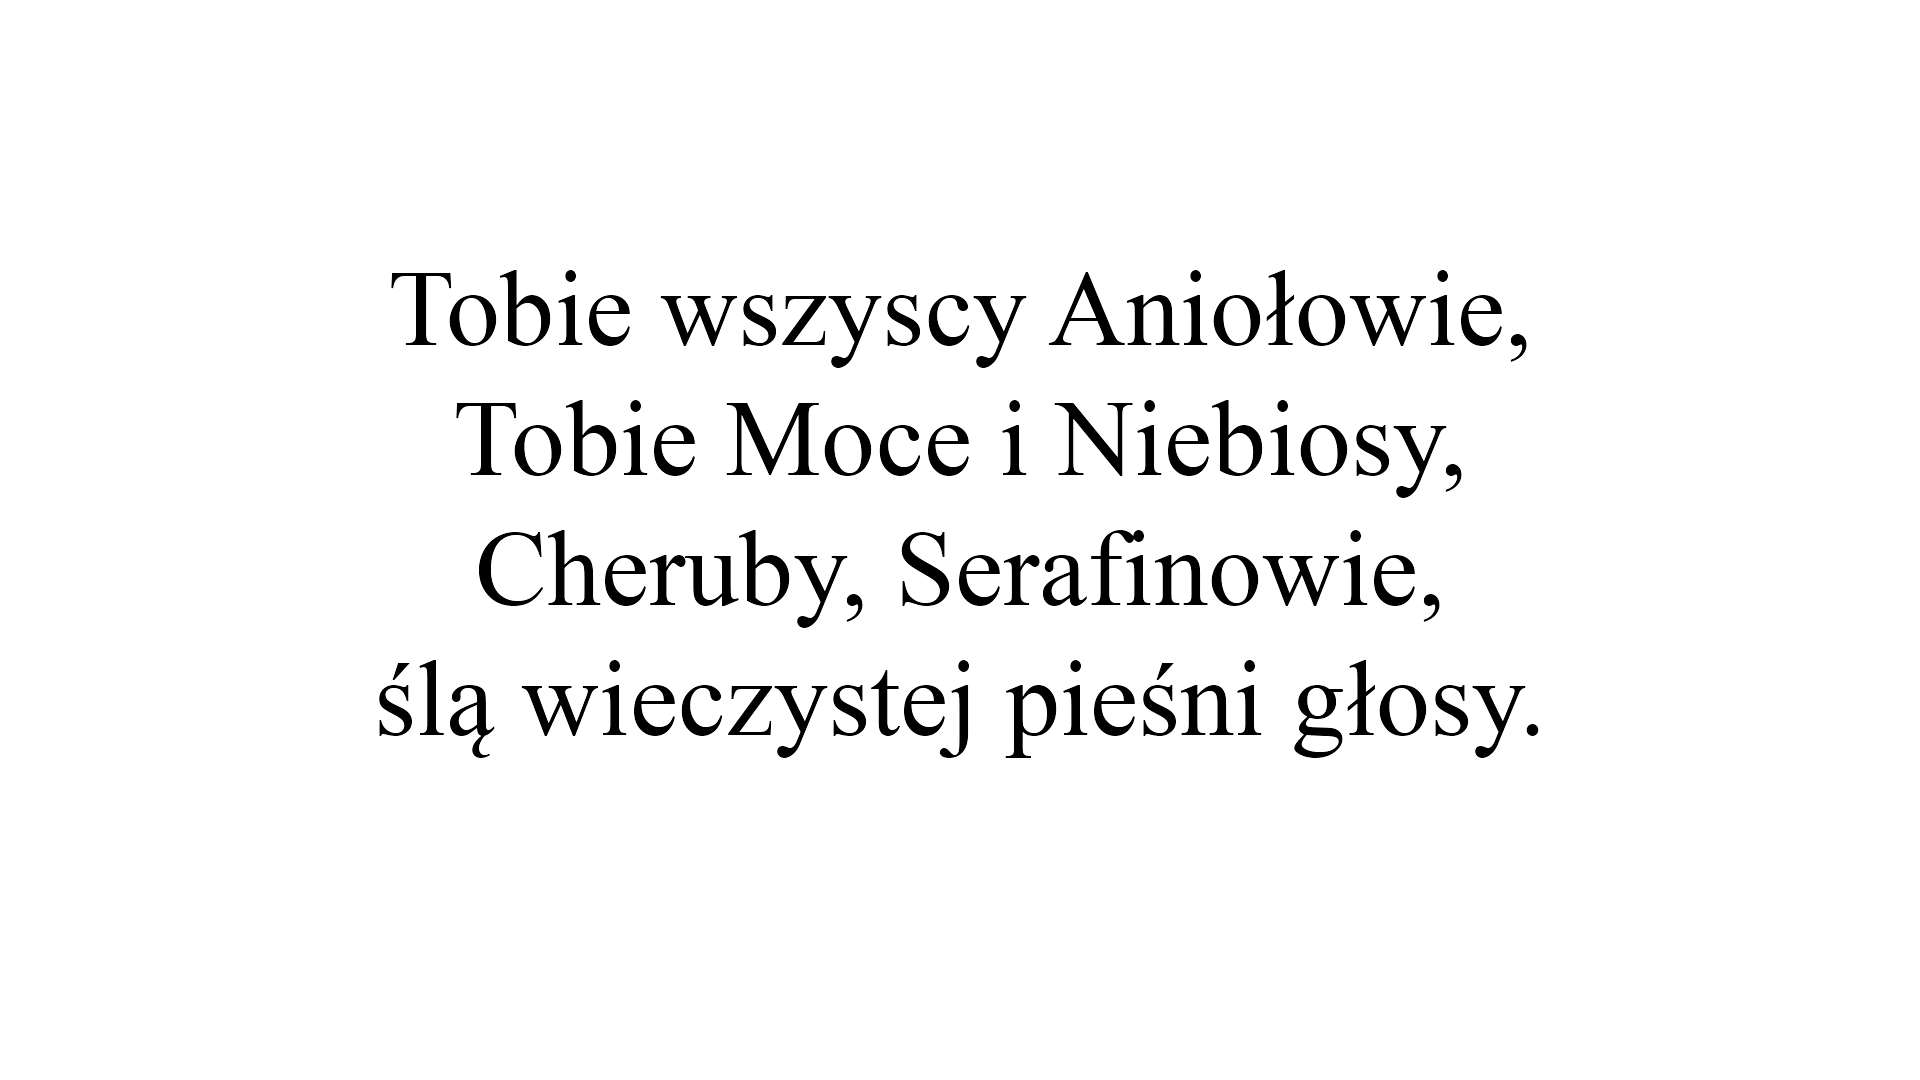 Tobie wszyscy Aniołowie,
Tobie Moce i Niebiosy,
Cheruby, Serafinowie,
ślą wieczystej pieśni głosy.